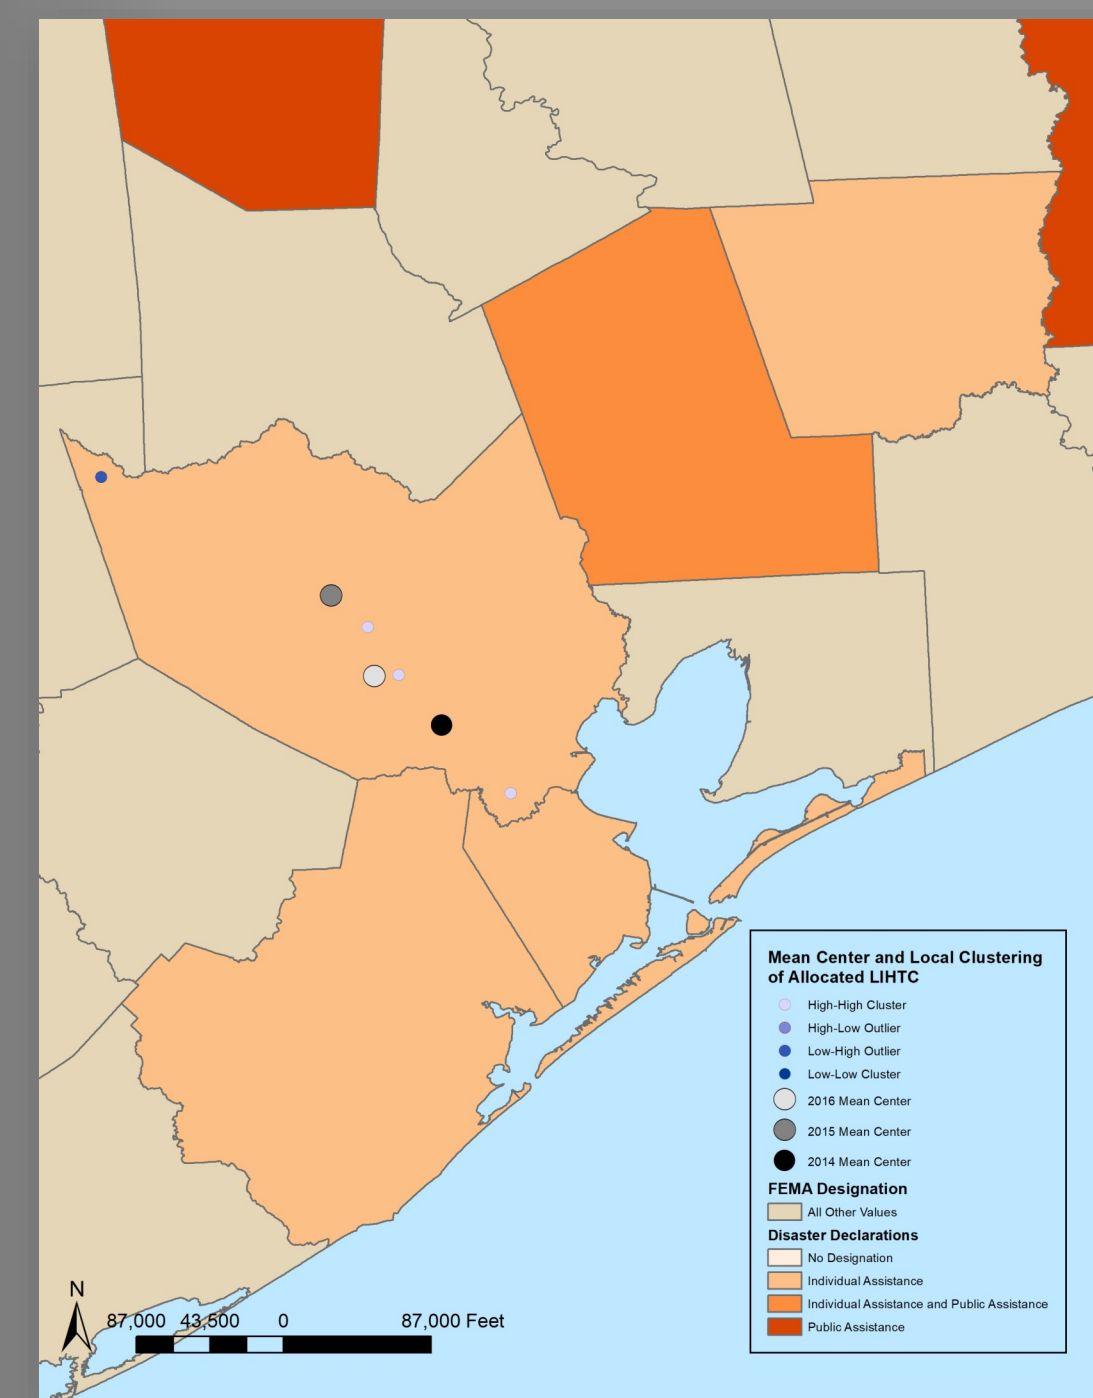 Mean Center and Local Clustering
of Allocated LIHTC
High-High Cluster
High-Low Outlier
Low-High Outlier
Low-Low Cluster
2016 Mean Center
2015 Mean Center
2014 Mean Center
FEMA Designation
All Other Values
Disaster Declarations
No Designation
Individual Assistance
Individual Assistance and Public Assistance
Public Assistance
N
87,000 43,500 0 87,000 Feet